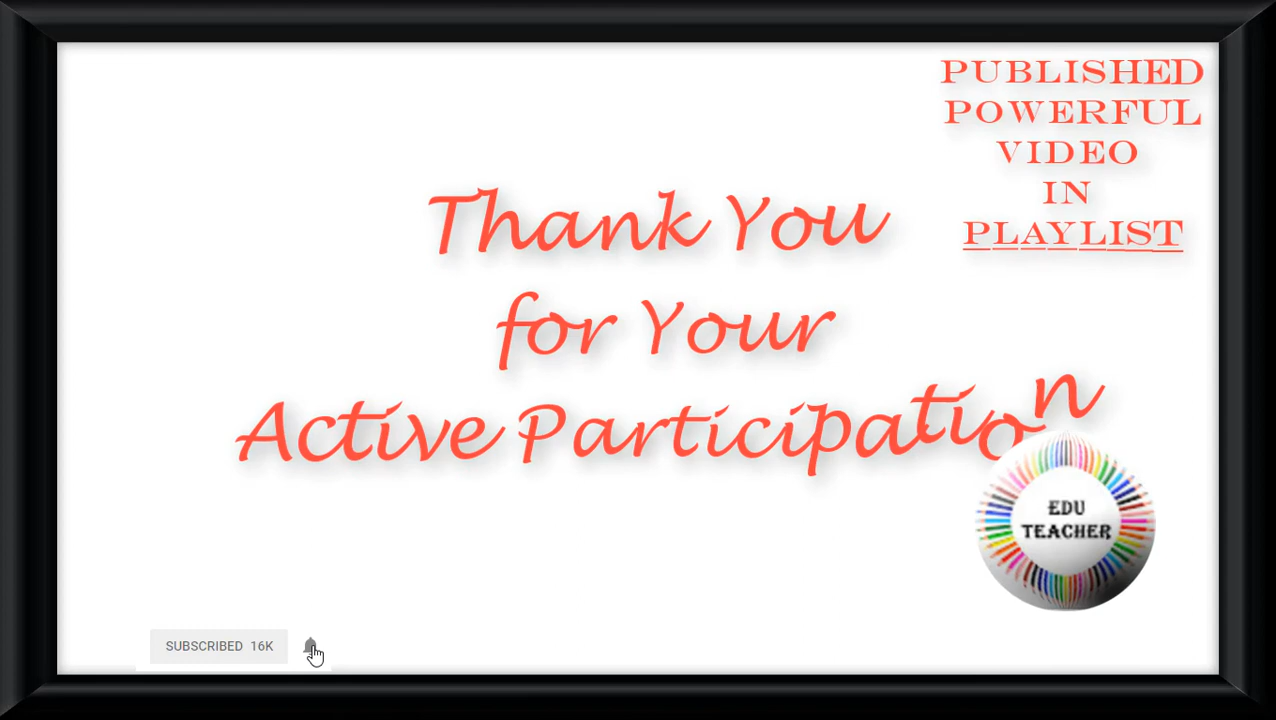 PUBLISHED
POWERFUL
VIDEO
IN
PLAYLIST
Thank You
for Your
Active Participation
EDU
TEACHER
SUBSCRIBED 16K